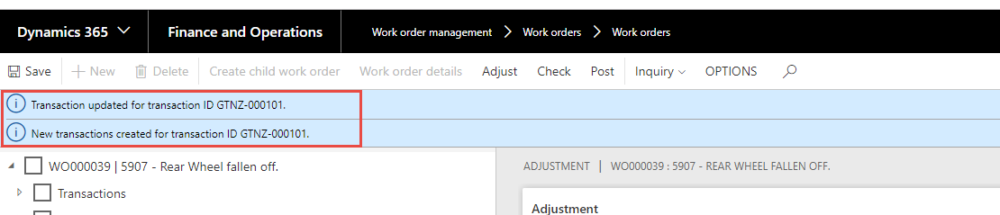 Dynamics 365 Finance and Operations Work order management Work orders Work orders
Save New Delete Create child work order Work order details Adjust Check Post Inquiry OPTIONS
Transaction updated for transaction ID GTNZ-000101.
New transactions created for transaction ID GTNZ-000101.
WO000039 | 5907 - Rear Wheel fallen off.
Transactions
ADJUSTMENT | WO000039 : 5907 - REAR WHEEL FALLEN OFF.
Adjustment